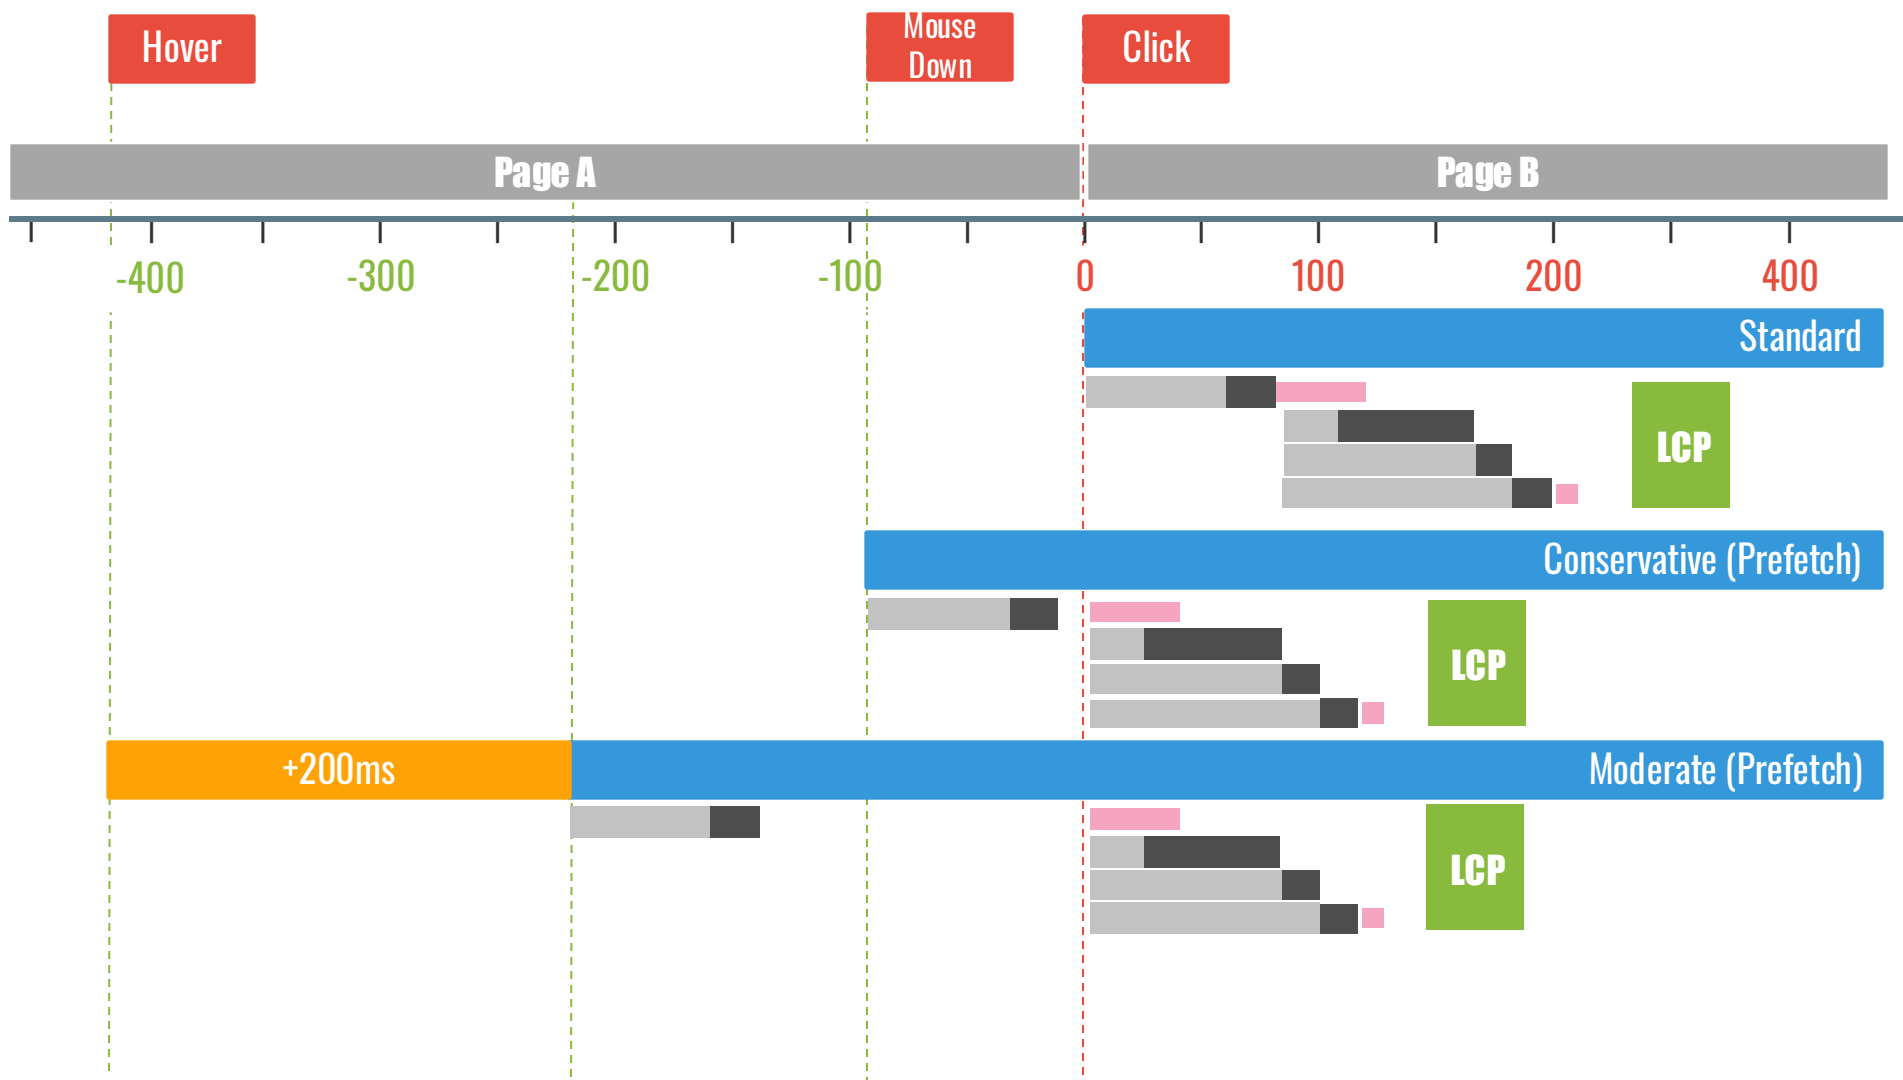 Hover
Mouse
Down
Click
Page A
Page B
-400
-300
-200
-100
0
100
200
400
Standard
LCP
Conservative (Prefetch)
LCP
+200ms
Moderate (Prefetch)
LCP